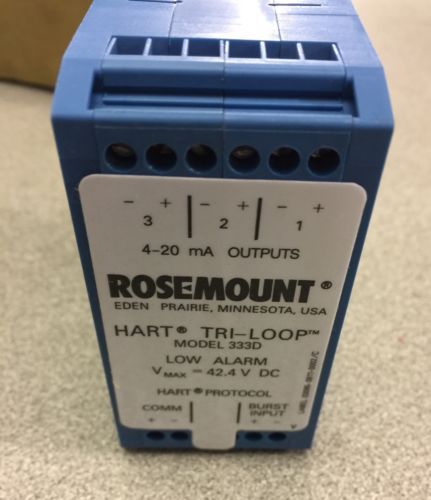 - + | - + | - +
3 2 1
4-20 mA OUTPUTS
ROSEMOUNT®
EDEN PRAIRIE, MINNESOTA, USA
HART® TRI-LOOP™
MODEL 333D
LOW ALARM
VMAX = 42.4 V DC
HART® PROTOCOL
COMM BURST
INPUT
+ - + -